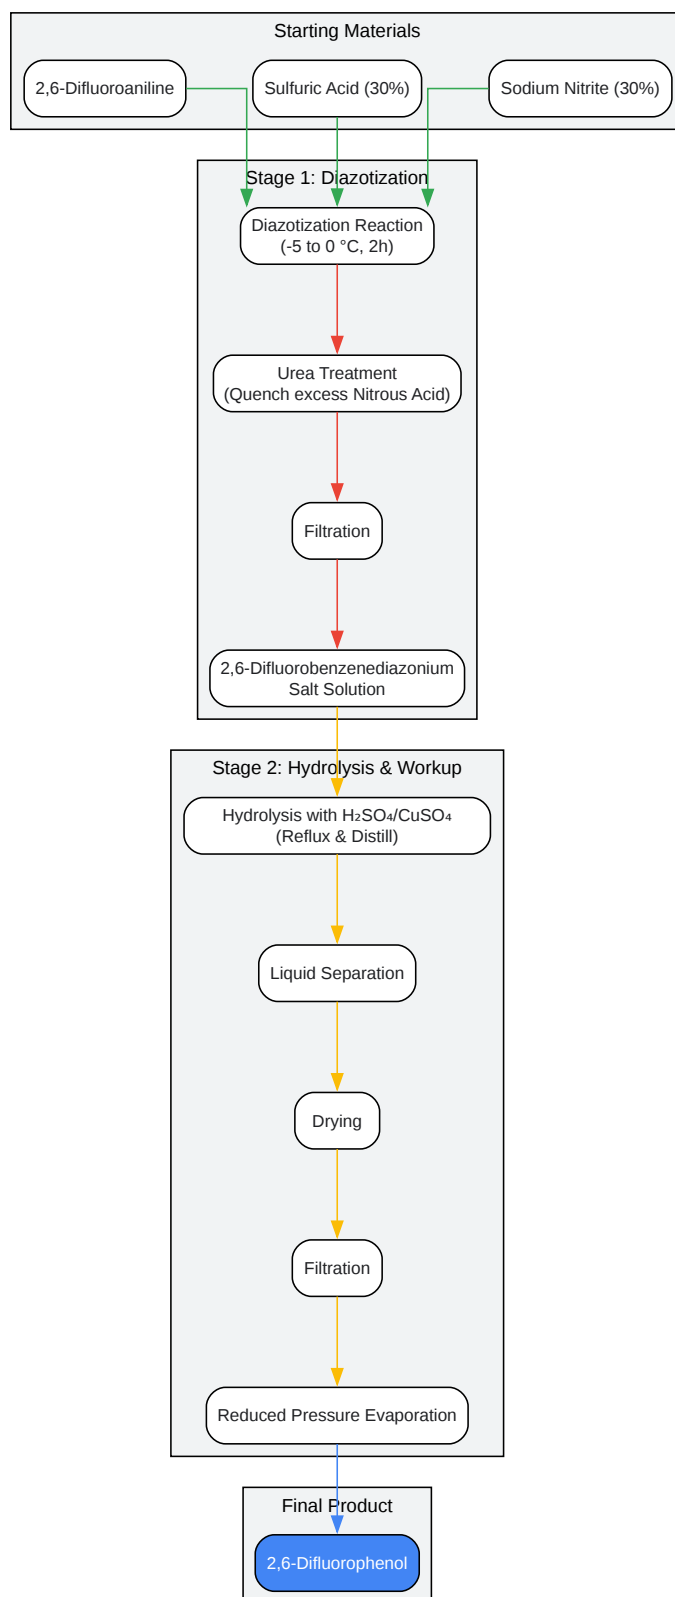 Starting Materials
2,6-Difluoroaniline
Sulfuric Acid (30%)
Sodium Nitrite (30%)
Stage 1: Diazotization
Diazotization Reaction
(-5 to 0 °C, 2h)
Urea Treatment
(Quench excess Nitrous Acid)
Filtration
2,6-Difluorobenzenediazonium
Salt Solution
Stage 2: Hydrolysis & Workup
Hydrolysis with H₂SO₄/CuSO₄
(Reflux & Distill)
Liquid Separation
Drying
Filtration
Reduced Pressure Evaporation
Final Product
2,6-Difluorophenol